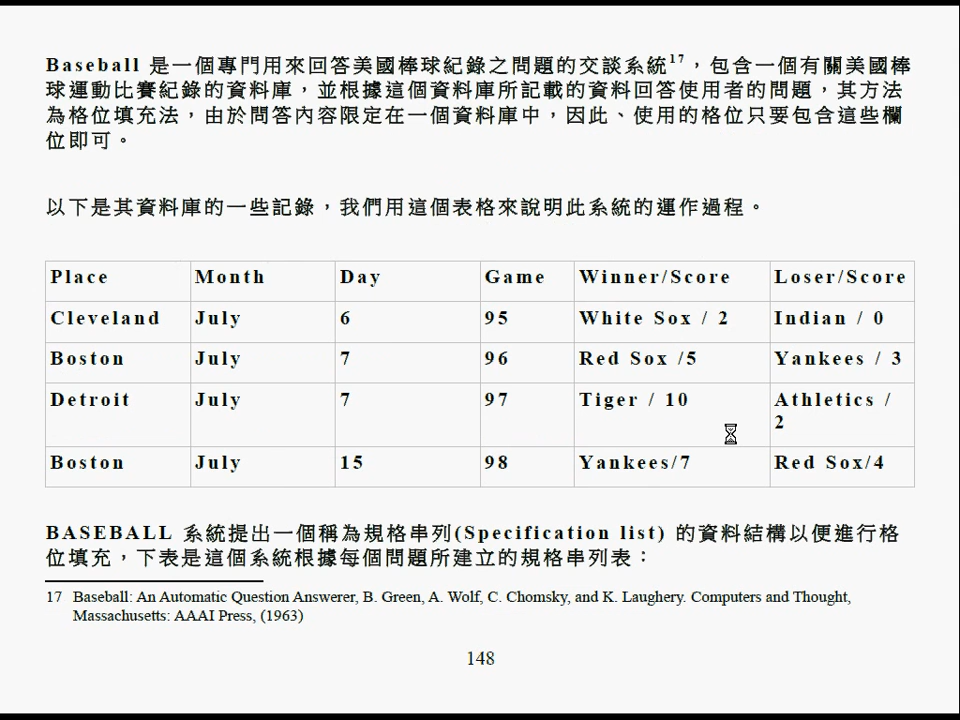 Baseball 是一個專門用來回答美國棒球紀錄之問題的交談系統17，包含一個有關美國棒
球運動比賽紀錄的資料庫，並根據這個資料庫所記載的資料回答使用者的問題，其方法
為格位填充法，由於問答內容限定在一個資料庫中，因此、使用的格位只要包含這些欄
位即可。
以下是其資料庫的一些記錄，我們用這個表格來說明此系統的運作過程。
Place Month Day Game Winner/Score Loser/Score
Cleveland July 6 95 White Sox / 2 Indian / 0
Boston July 7 96 Red Sox /5 Yankees / 3
Detroit July 7 97 Tiger / 10 Athletics /
2
Boston July 15 98 Yankees/7 Red Sox/4
BASEBALL 系統提出一個稱為規格串列(Specification list) 的資料結構以便進行格
位填充，下表是這個系統根據每個問題所建立的規格串列表：
17 Baseball: An Automatic Question Answerer, B. Green, A. Wolf, C. Chomsky, and K. Laughery. Computers and Thought,
Massachusetts: AAAI Press, (1963)
148